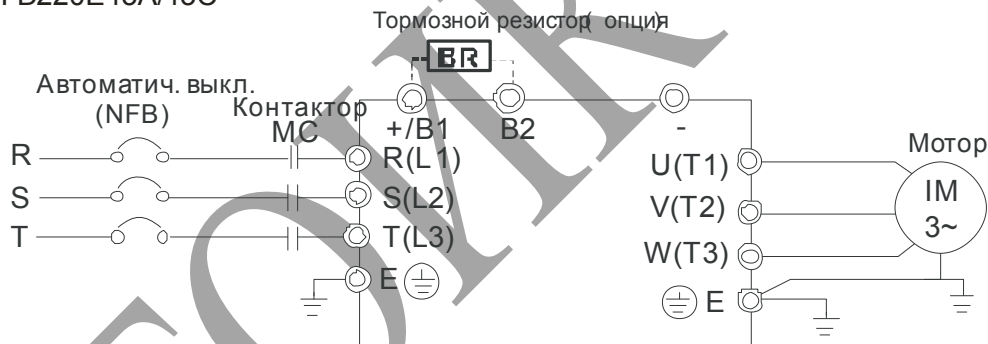 Тормозной резистор( опция
BR
Автоматич. выкл.
(NFB)
Контактор
MC
+/B1
B2
-
R
R(L1)
S
S(L2)
T
T(L3)
E
U(T1)
V(T2)
W(T3)
E
Мотор
IM
3~